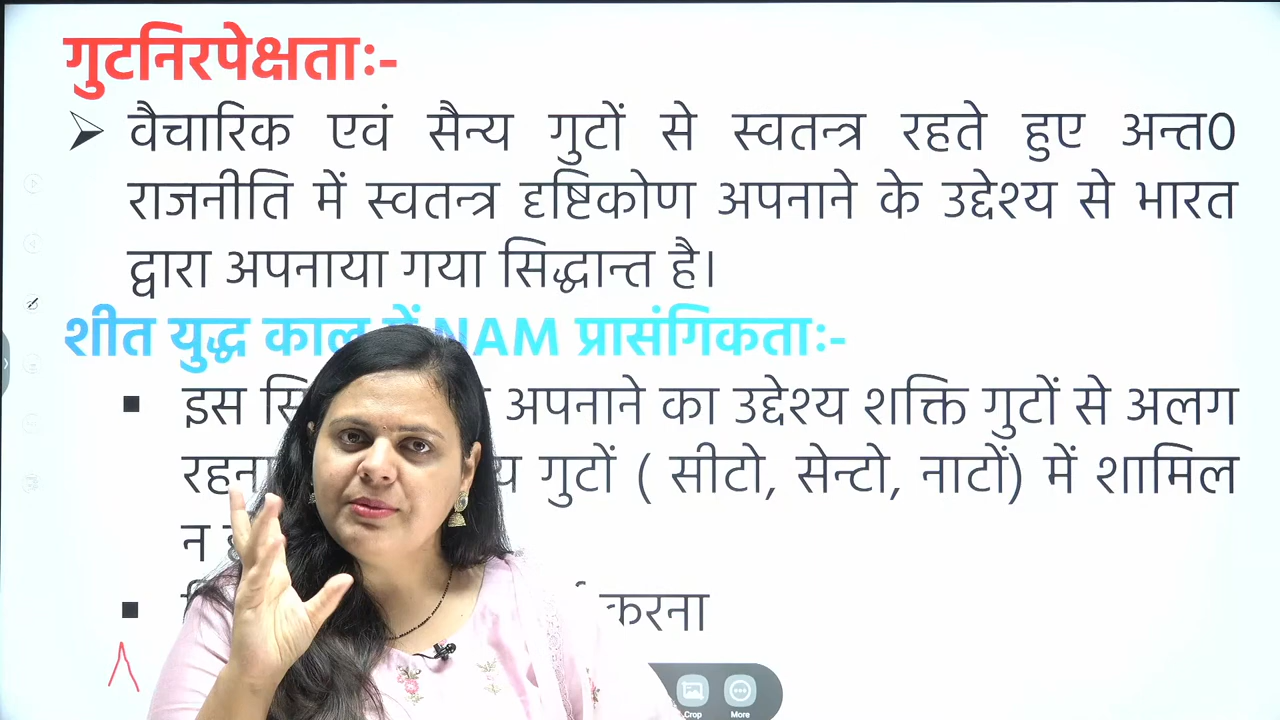 गुटनिरपेक्षताः-
➢ वैचारिक एवं सैन्य गुटों से स्वतन्त्र रहते हुए अन्त0
राजनीति में स्वतन्त्र दृष्टिकोण अपनाने के उद्देश्य से भारत
द्वारा अपनाया गया सिद्धान्त है।
शीत युद्ध काल में NAM प्रासंगिकताः-
▪ इस अपनाने का उद्देश्य शक्ति गुटों से अलग
गुटों ( सीटो, सेन्टो, नाटों) में शामिल
न
▪ करना
Crop More